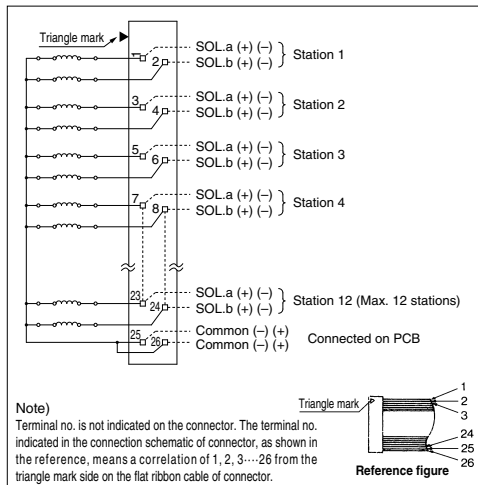 Triangle mark
1
2
SOL.a (+) (–)
SOL.b (+) (–)
Station 1
3
4
SOL.a (+) (–)
SOL.b (+) (–)
Station 2
5
6
SOL.a (+) (–)
SOL.b (+) (–)
Station 3
7
8
SOL.a (+) (–)
SOL.b (+) (–)
Station 4
23
24
SOL.a (+) (–)
SOL.b (+) (–)
Station 12 (Max. 12 stations)
25
26
Common (–) (+)
Common (–) (+)
Connected on PCB
Note)
Terminal no. is not indicated on the connector. The terminal no.
indicated in the connection schematic of connector, as shown in
the reference, means a correlation of 1, 2, 3····26 from the
triangle mark side on the flat ribbon cable of connector.
Triangle mark
1
2
3
24
25
26
Reference figure